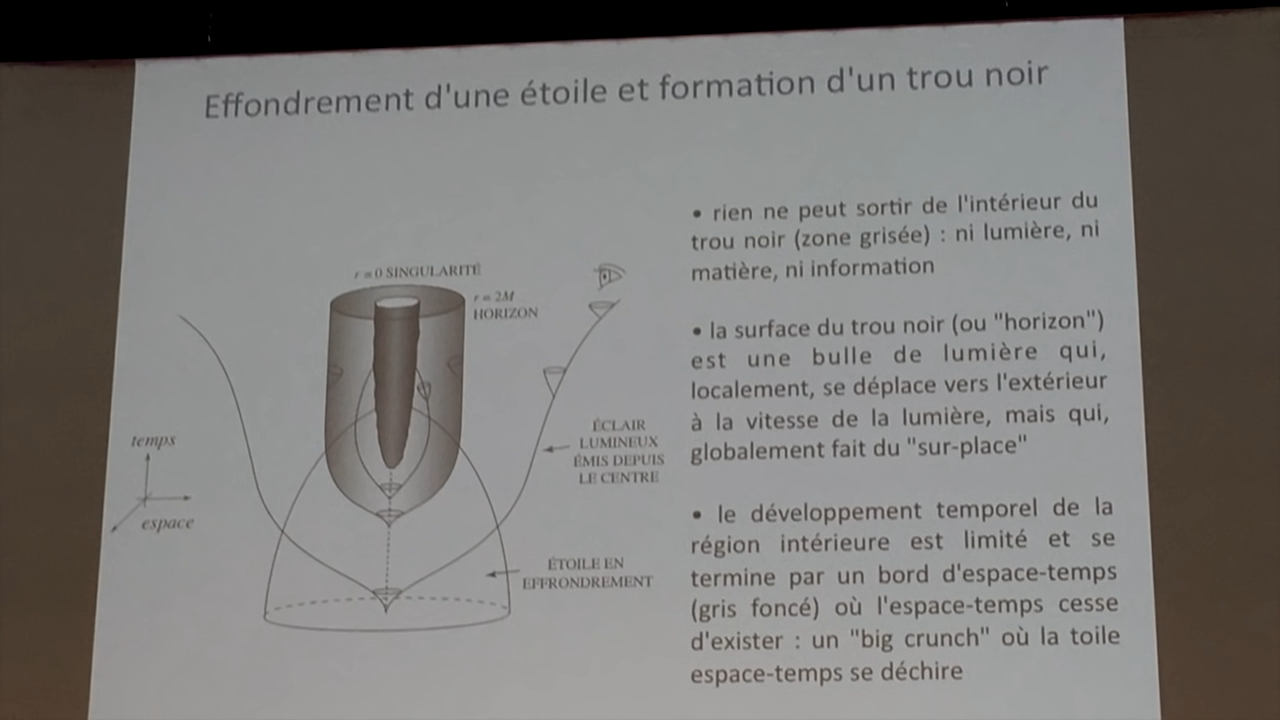 Effondrement d'une étoile et formation d'un trou noir
• rien ne peut sortir de l'intérieur du
trou noir (zone grisée) : ni lumière, ni
matière, ni information
• la surface du trou noir (ou "horizon")
est une bulle de lumière qui,
localement, se déplace vers l'extérieur
à la vitesse de la lumière, mais qui,
globalement fait du "sur-place"
• le développement temporel de la
région intérieure est limité et se
termine par un bord d'espace-temps
(gris foncé) où l'espace-temps cesse
d'exister : un "big crunch" où la toile
espace-temps se déchire
r = 0 SINGULARITÉ
r = 2M
HORIZON
ÉCLAIR
LUMINEUX
ÉMIS DEPUIS
LE CENTRE
temps
espace
ÉTOILE EN
EFFRONDREMENT